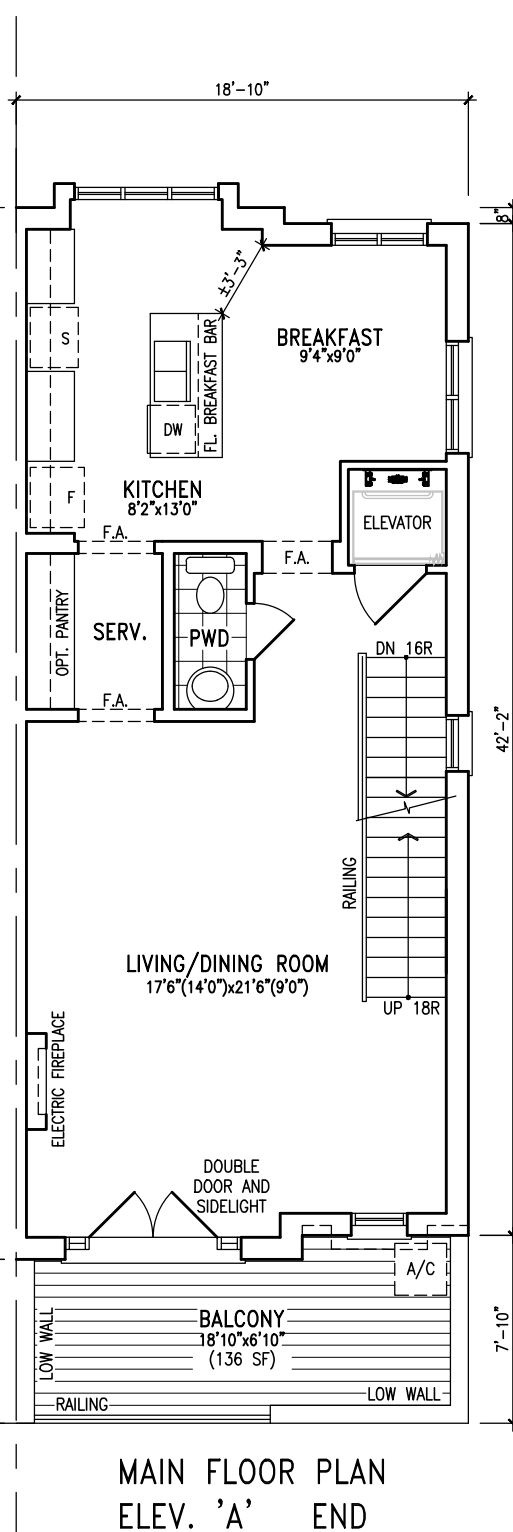 18'-10"
8"
±3'-3"
BREAKFAST
9'4"x9'0"
S
FL. BREAKFAST BAR
DW
F
KITCHEN
8'2"x13'0"
ELEVATOR
F.A.
F.A.
OPT. PANTRY
SERV.
PWD
F.A.
DN 16R
42'-2"
RAILING
LIVING/DINING ROOM
17'6"(14'0")x21'6"(9'0")
UP 18R
ELECTRIC FIREPLACE
DOUBLE
DOOR AND
SIDELIGHT
A/C
BALCONY
18'10"x6'10"
(136 SF)
LOW WALL
LOW WALL
RAILING
7'-10"
MAIN FLOOR PLAN
ELEV. 'A' END